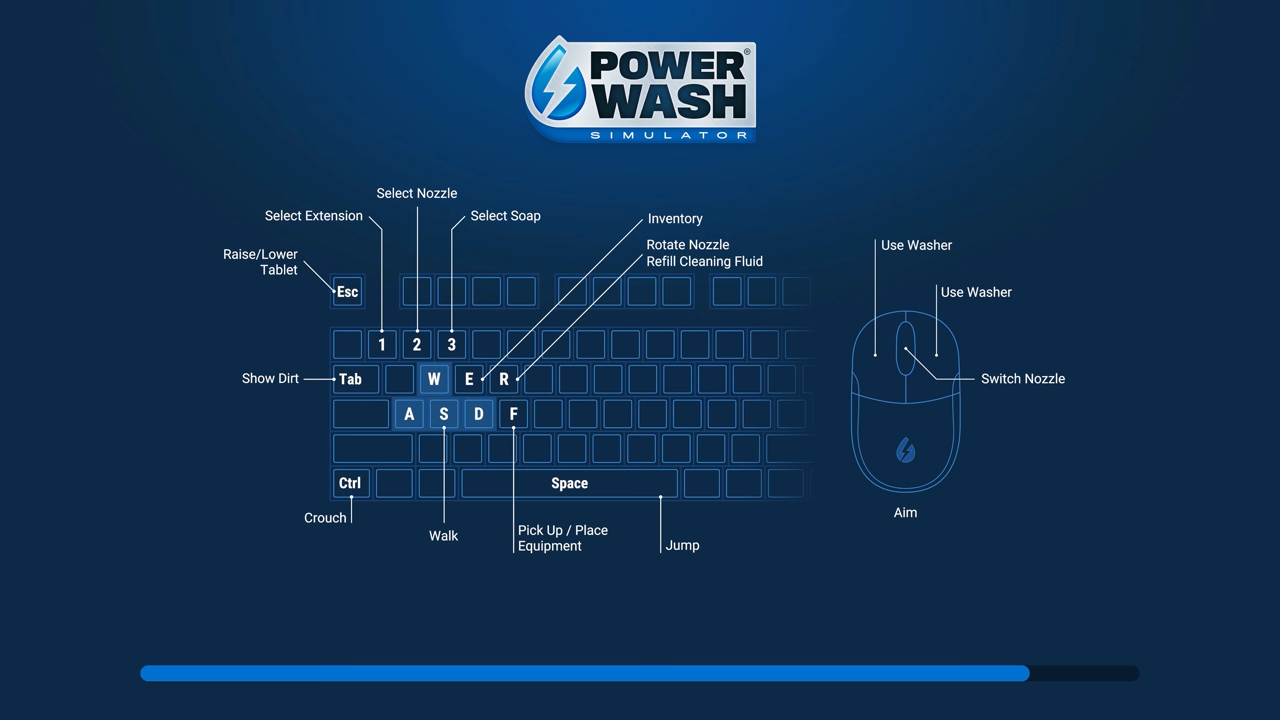 POWER®
WASH
SIMULATOR
Select Nozzle
Select Extension
Select Soap
Inventory
Raise/Lower
Tablet
Rotate Nozzle
Refill Cleaning Fluid
Use Washer
Use Washer
Esc
1 2 3
Show Dirt
Tab
W E R
Switch Nozzle
A S D F
Ctrl
Space
Crouch
Walk
Pick Up / Place
Equipment
Jump
Aim